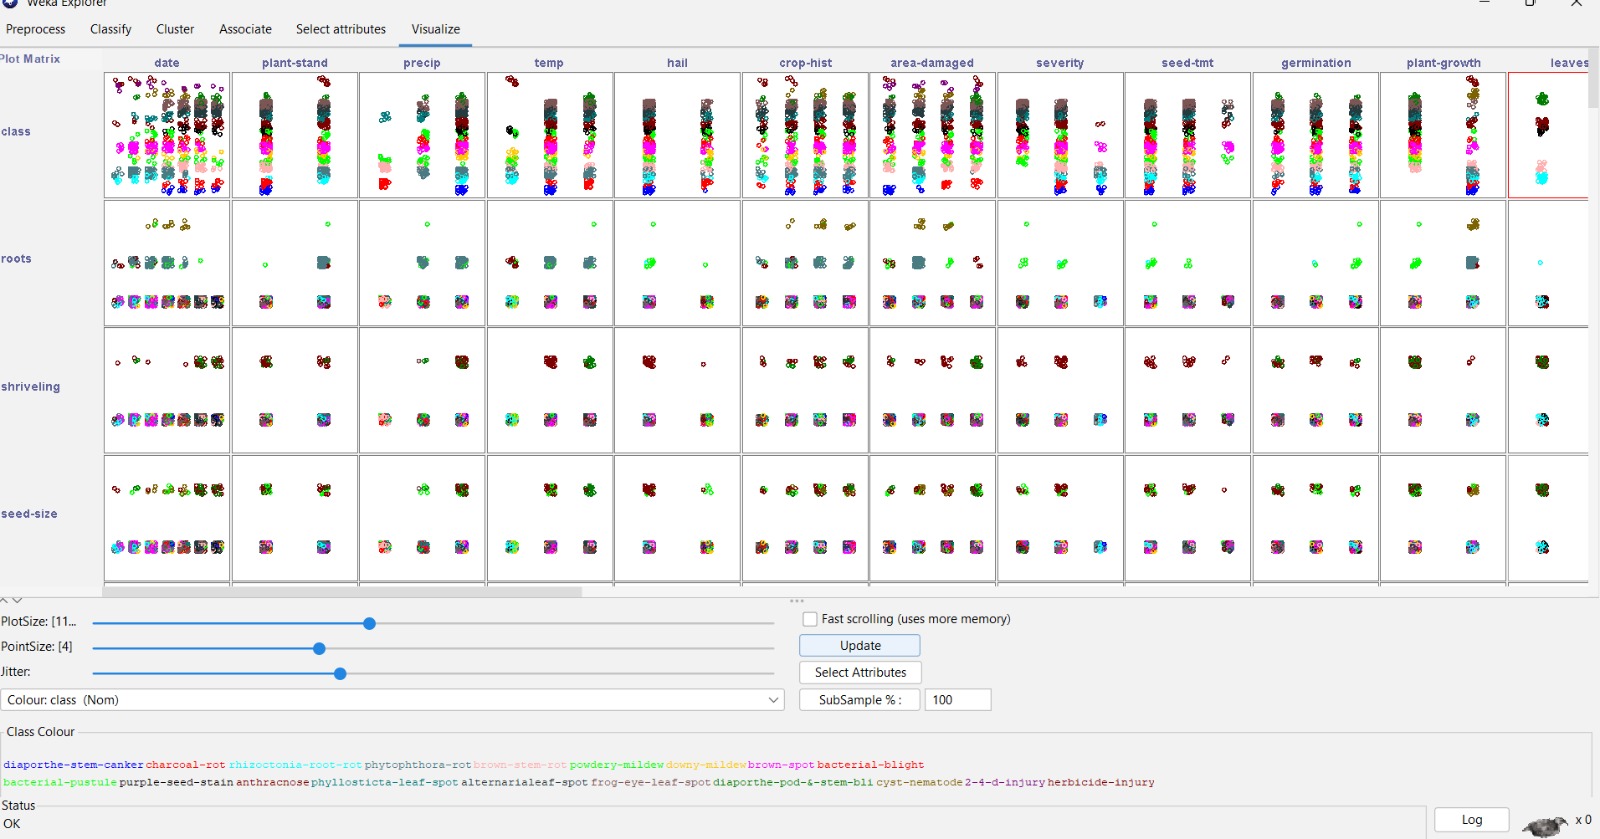 Weka Explorer
Preprocess Classify Cluster Associate Select attributes Visualize
Plot Matrix date plant-stand precip temp hail crop-hist area-damaged severity seed-tmt germination plant-growth leaves
class
roots
shriveling
seed-size
PlotSize: [11... Fast scrolling (uses more memory)
PointSize: [4] Update
Jitter: Select Attributes
Colour: class (Nom) SubSample % : 100
Class Colour
diaporthe-stem-canker charcoal-rot rhizoctonia-root-rot phytophthora-rot brown-stem-rot powdery-mildew downy-mildew brown-spot bacterial-blight
bacterial-pustule purple-seed-stain anthracnose phyllosticta-leaf-spot alternarialeaf-spot frog-eye-leaf-spot diaporthe-pod-&-stem-bli cyst-nematode 2-4-d-injury herbicide-injury
Status
OK Log x 0